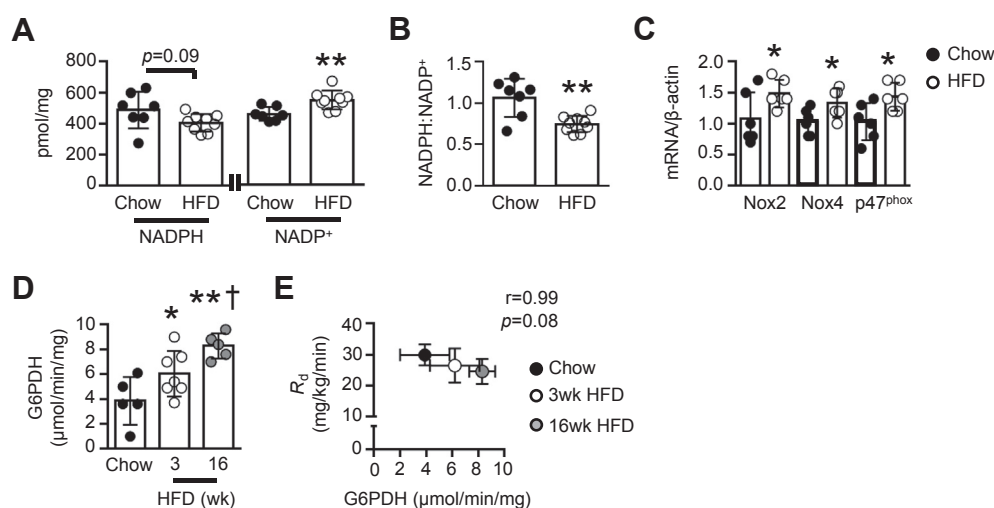 A
p=0.09
**
800
600
400
200
0
pmol/mg
Chow HFD Chow HFD
NADPH NADP⁺
B
**
2.0
1.5
1.0
0.5
0.0
NADPH:NADP⁺
Chow HFD
C
Chow
HFD
* * *
2.0
1.5
1.0
0.5
0.0
mRNA/β-actin
Nox2 Nox4 p47ᵖʰᵒˣ
D
* **†
10
8
6
4
2
0
G6PDH
(μmol/min/mg)
Chow 3 16
HFD (wk)
E
r=0.99
p=0.08
40
30
20
10
0
Rd
(mg/kg/min)
Chow
3wk HFD
16wk HFD
0 2 4 6 8 10
G6PDH (μmol/min/mg)